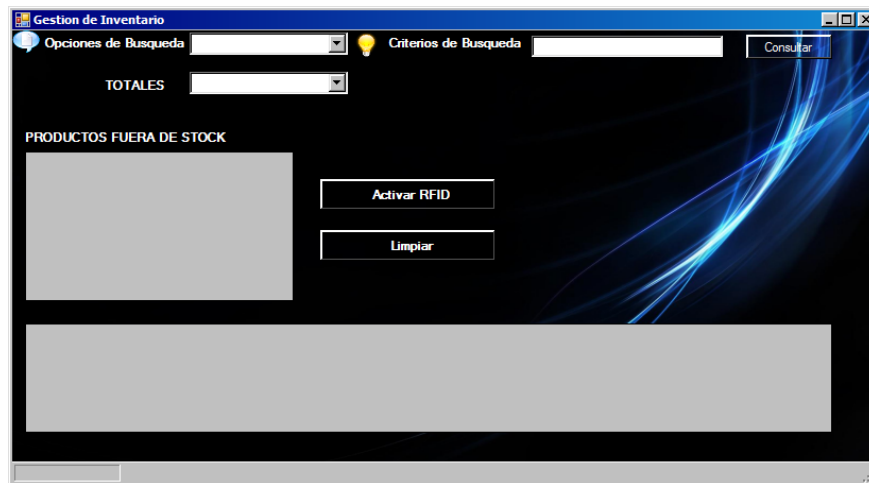 Gestion de Inventario
Opciones de Busqueda
Criterios de Busqueda
Consultar
TOTALES
PRODUCTOS FUERA DE STOCK
Activar RFID
Limpiar